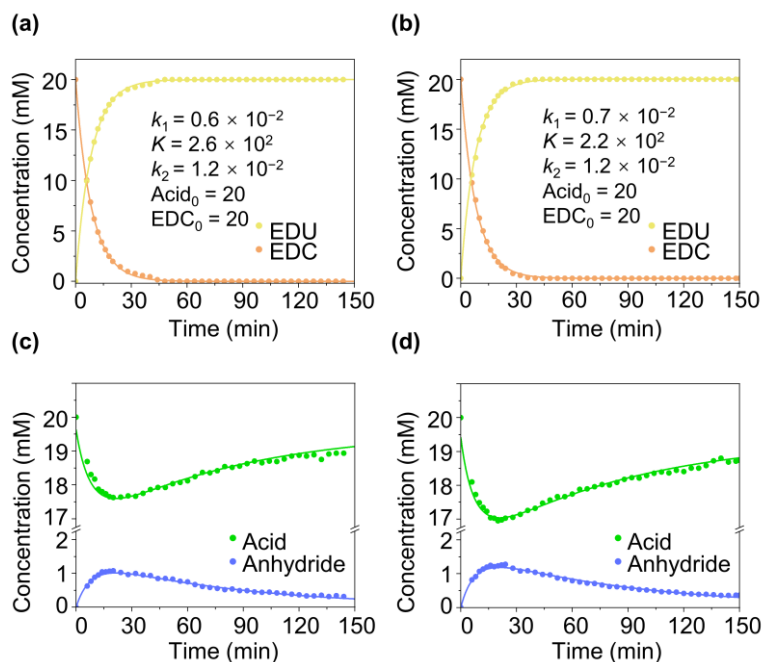 (a)
Concentration (mM)
20
15
10
5
0
k₁ = 0.6 × 10⁻²
K = 2.6 × 10²
k₂ = 1.2 × 10⁻²
Acid₀ = 20
EDC₀ = 20
EDU
EDC
0 30 60 90 120 150
Time (min)
(b)
Concentration (mM)
20
15
10
5
0
k₁ = 0.7 × 10⁻²
K = 2.2 × 10²
k₂ = 1.2 × 10⁻²
Acid₀ = 20
EDC₀ = 20
EDU
EDC
0 30 60 90 120 150
Time (min)
(c)
Concentration (mM)
20
19
18
17
2
1
0
Acid
Anhydride
0 30 60 90 120 150
Time (min)
(d)
Concentration (mM)
20
19
18
17
2
1
0
Acid
Anhydride
0 30 60 90 120 150
Time (min)